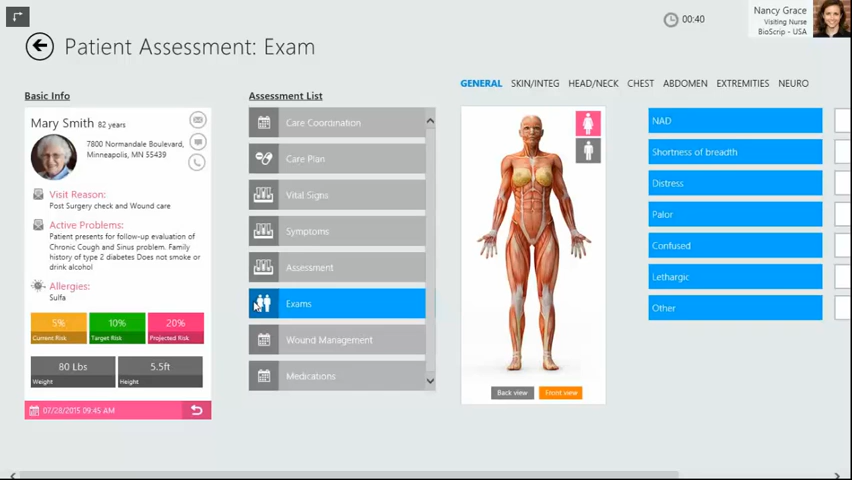 Nancy Grace
Visiting Nurse
BioScrip - USA
00:40
Patient Assessment: Exam
Basic Info
Mary Smith 82 years
7800 Normandale Boulevard,
Minneapolis, MN 55439
Visit Reason:
Post Surgery check and Wound care
Active Problems:
Patient presents for follow-up evaluation of
Chronic Cough and Sinus problem. Family
history of type 2 diabetes Does not smoke or
drink alcohol
Allergies:
Sulfa
5%
Current Risk
10%
Target Risk
20%
Projected Risk
80 Lbs
Weight
5.5ft
Height
07/28/2015 09:45 AM
Assessment List
Care Coordination
Care Plan
Vital Signs
Symptoms
Assessment
Exams
Wound Management
Medications
GENERAL SKIN/INTEG HEAD/NECK CHEST ABDOMEN EXTREMITIES NEURO
Back view
Front view
NAD
Shortness of breadth
Distress
Palor
Confused
Lethargic
Other